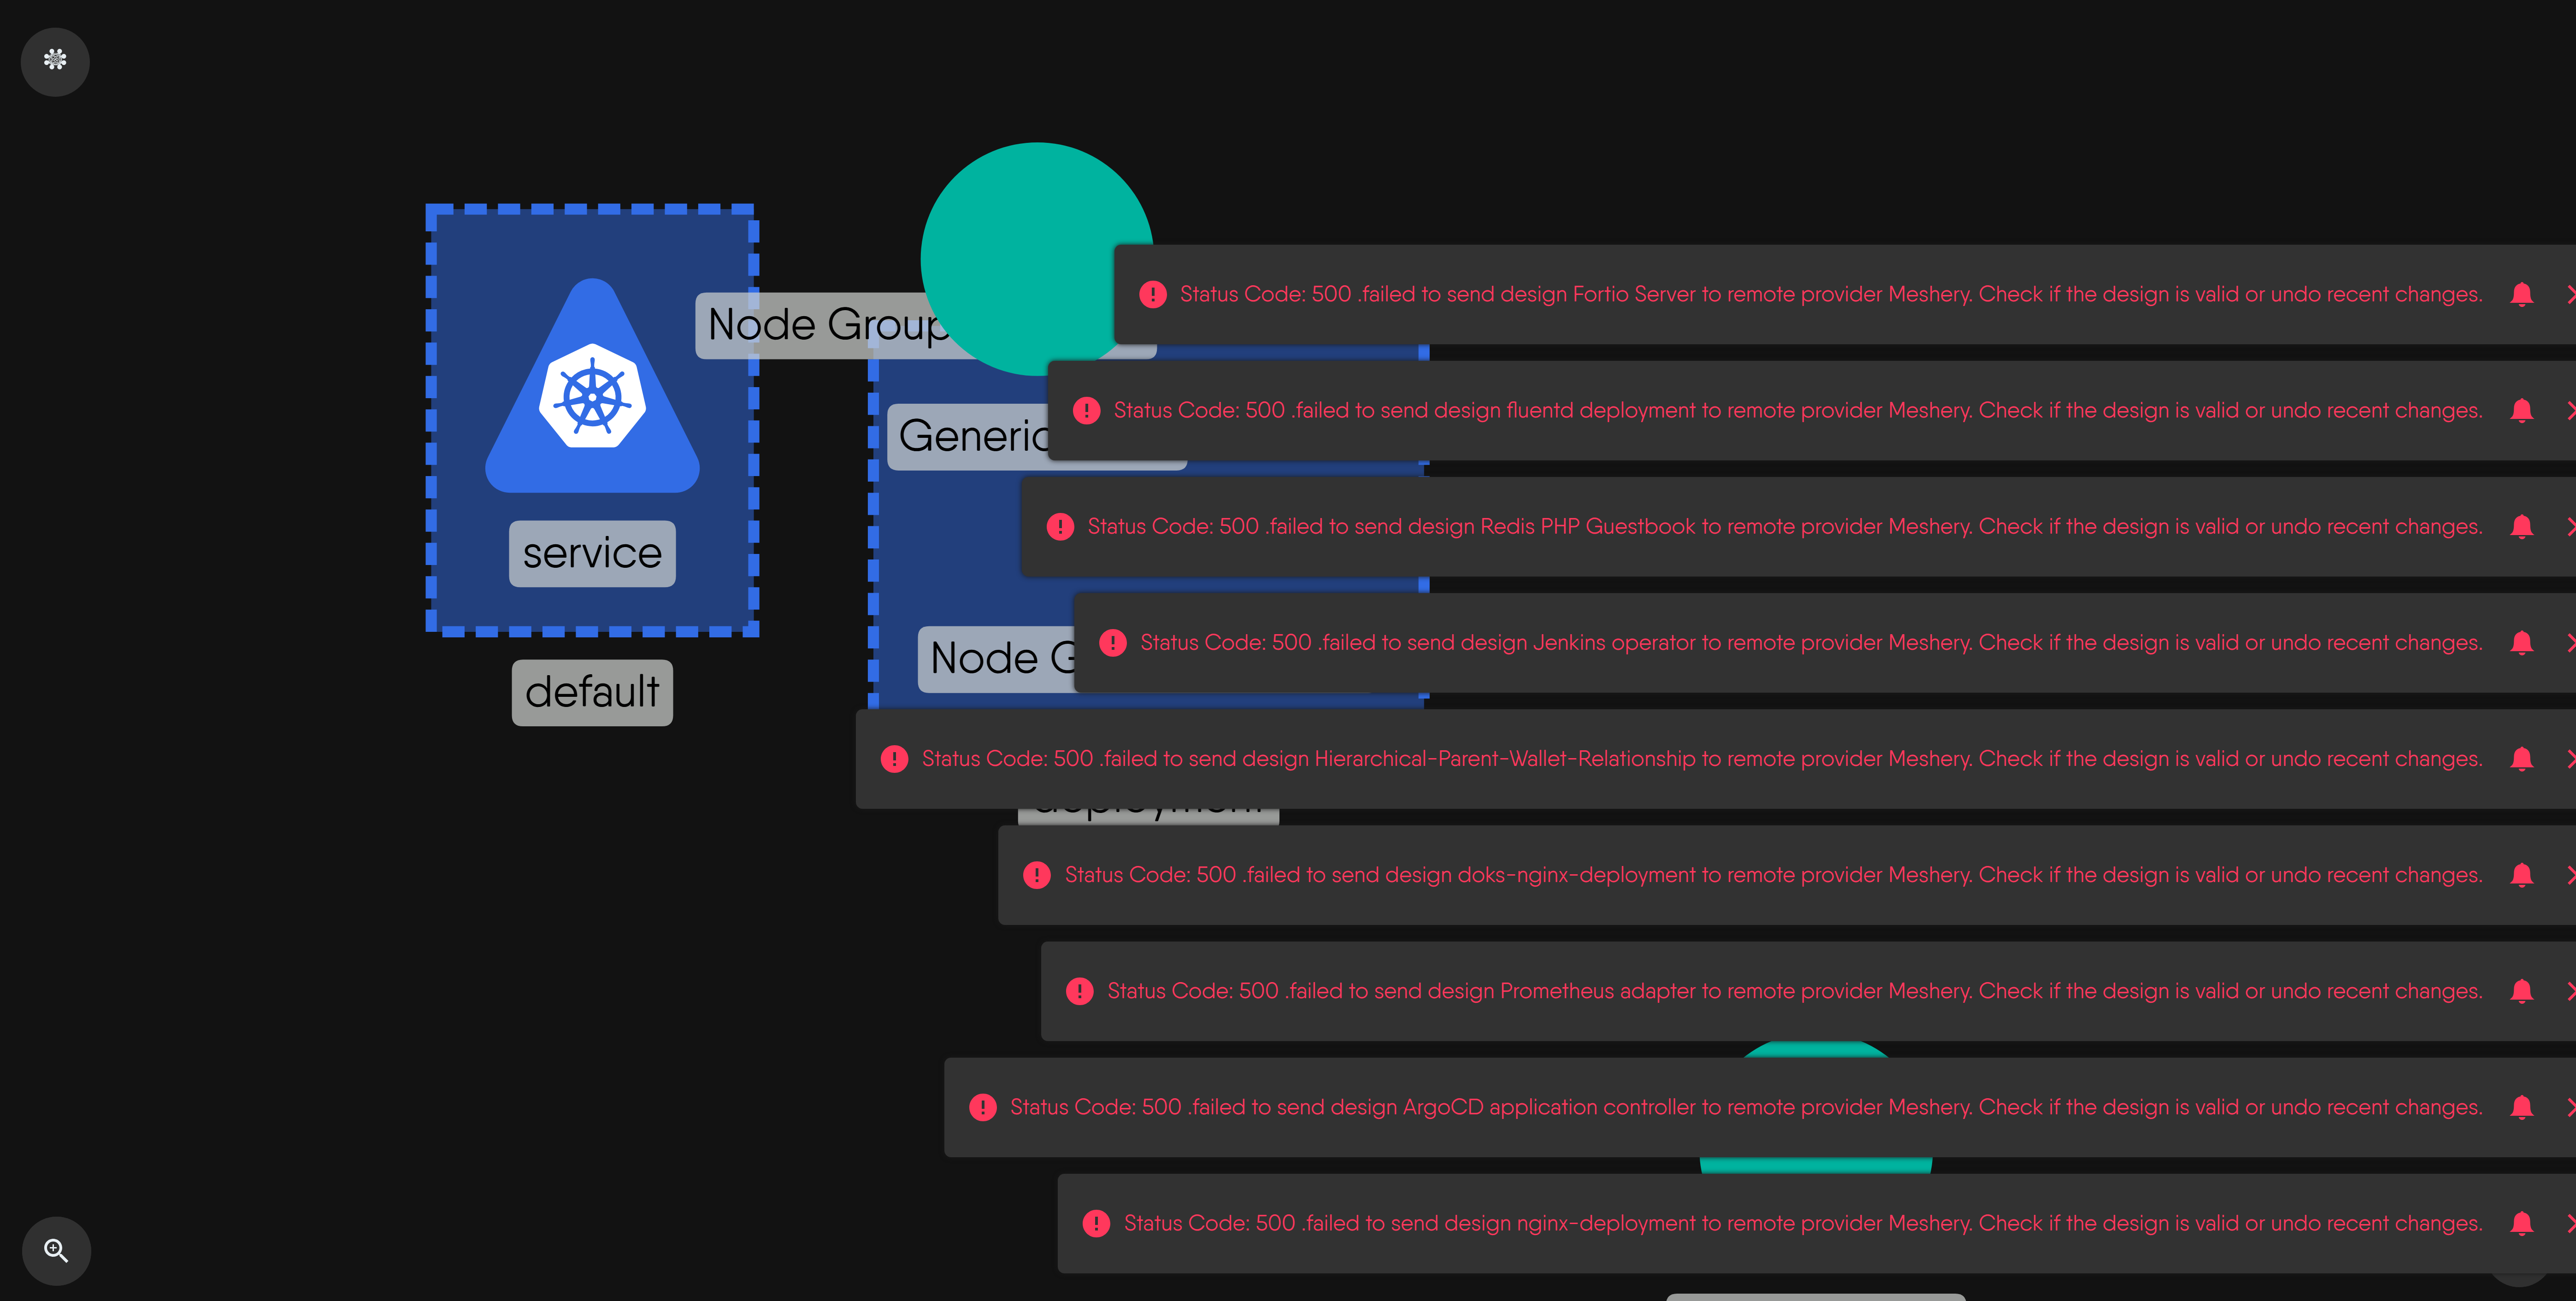 Node Group
Status Code: 500 .failed to send design Fortio Server to remote provider Meshery. Check if the design is valid or undo recent changes.
Generic
Status Code: 500 .failed to send design fluentd deployment to remote provider Meshery. Check if the design is valid or undo recent changes.
service
Status Code: 500 .failed to send design Redis PHP Guestbook to remote provider Meshery. Check if the design is valid or undo recent changes.
Node
Status Code: 500 .failed to send design Jenkins operator to remote provider Meshery. Check if the design is valid or undo recent changes.
default
Status Code: 500 .failed to send design Hierarchical-Parent-Wallet-Relationship to remote provider Meshery. Check if the design is valid or undo recent changes.
deployment
Status Code: 500 .failed to send design doks-nginx-deployment to remote provider Meshery. Check if the design is valid or undo recent changes.
Status Code: 500 .failed to send design Prometheus adapter to remote provider Meshery. Check if the design is valid or undo recent changes.
Status Code: 500 .failed to send design ArgoCD application controller to remote provider Meshery. Check if the design is valid or undo recent changes.
Status Code: 500 .failed to send design nginx-deployment to remote provider Meshery. Check if the design is valid or undo recent changes.